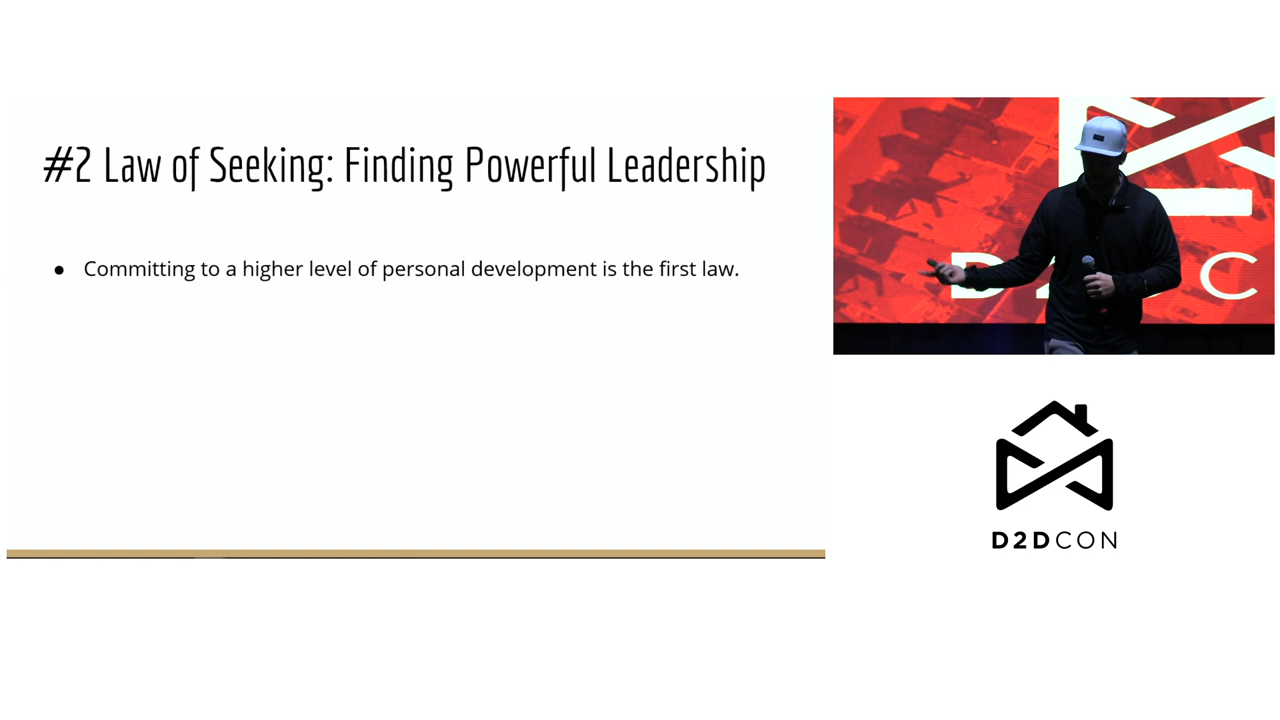 #2 Law of Seeking: Finding Powerful Leadership
● Committing to a higher level of personal development is the first law.
D2DCON